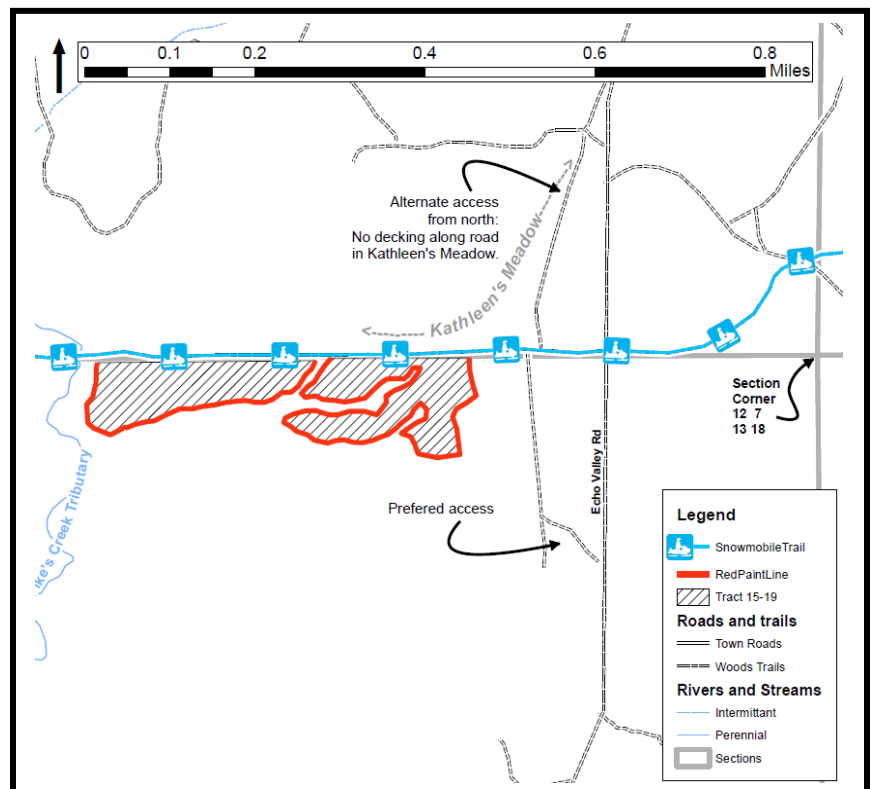 0 0.1 0.2 0.4 0.6 0.8
Miles
Alternate access
from north:
No decking along road
in Kathleen's Meadow.
Kathleen's Meadow
Section
Corner
12 7
13 18
Echo Valley Rd
ike's Creek Tributary
Prefered access
Legend
SnowmobileTrail
RedPaintLine
Tract 15-19
Roads and trails
Town Roads
Woods Trails
Rivers and Streams
Intermittant
Perennial
Sections